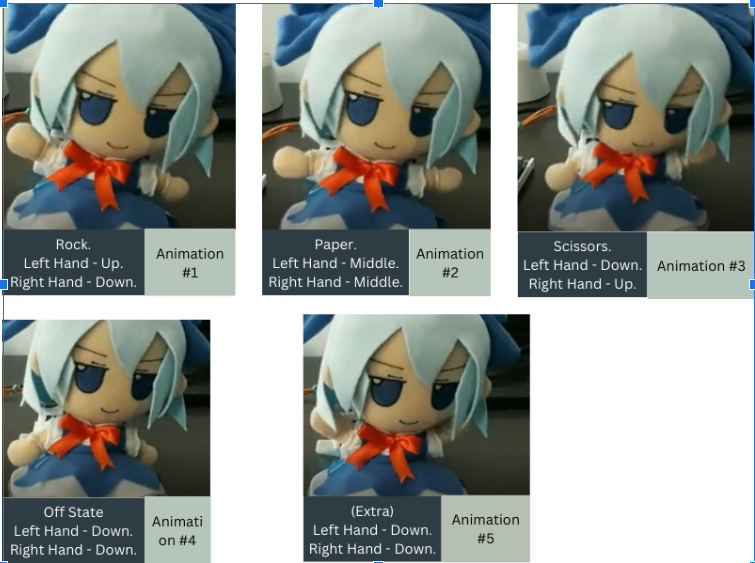 Rock.
Left Hand - Up.
Right Hand - Down.
Animation
#1
Paper.
Left Hand - Middle.
Right Hand - Middle.
Animation
#2
Scissors.
Left Hand - Down.
Right Hand - Up.
Animation #3
Off State
Left Hand - Down.
Right Hand - Down.
Animati
on #4
(Extra)
Left Hand - Down.
Right Hand - Down.
Animation
#5